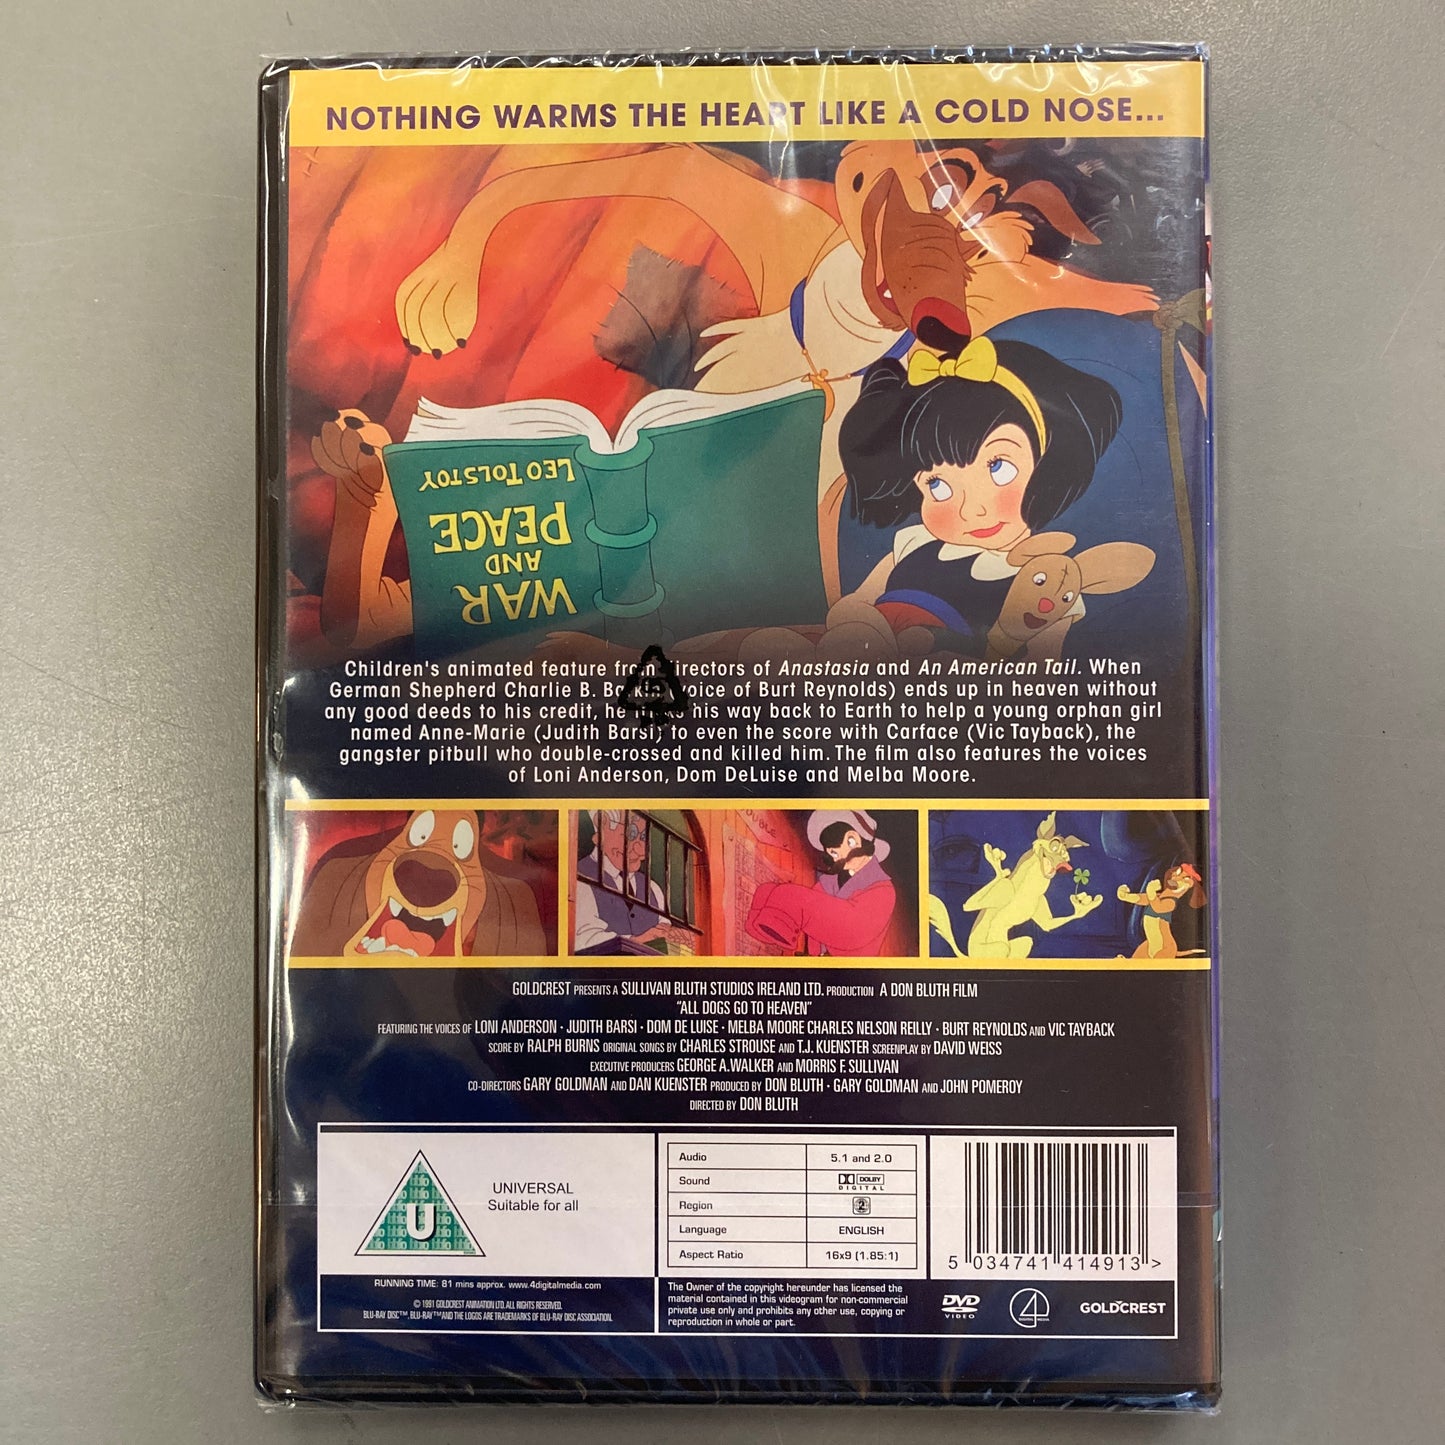 NOTHING WARMS THE HEART LIKE A COLD NOSE...
LEO TOLSTOY
WAR
AND
PEACE
Children's animated feature from directors of Anastasia and An American Tail. When
German Shepherd Charlie B. (voice of Burt Reynolds) ends up in heaven without
any good deeds to his credit, he his way back to Earth to help a young orphan girl
named Anne-Marie (Judith Barsi) to even the score with Carface (Vic Tayback), the
gangster pitbull who double-crossed and killed him. The film also features the voices
of Loni Anderson, Dom DeLuise and Melba Moore.
DOUBLE
GOLDCREST PRESENTS A SULLIVAN BLUTH STUDIOS IRELAND LTD. PRODUCTION A DON BLUTH FILM
"ALL DOGS GO TO HEAVEN"
FEATURING THE VOICES OF LONI ANDERSON · JUDITH BARSI · DOM DE LUISE · MELBA MOORE CHARLES NELSON REILLY · BURT REYNOLDS AND VIC TAYBACK
SCORE BY RALPH BURNS ORIGINAL SONGS BY CHARLES STROUSE AND T.J. KUENSTER SCREENPLAY BY DAVID WEISS
EXECUTIVE PRODUCERS GEORGE A. WALKER AND MORRIS F. SULLIVAN
CO-DIRECTORS GARY GOLDMAN AND DAN KUENSTER PRODUCED BY DON BLUTH · GARY GOLDMAN AND JOHN POMEROY
DIRECTED BY DON BLUTH
U
UNIVERSAL
Suitable for all
Audio 5.1 and 2.0
Sound DOLBY DIGITAL
Region 2
Language ENGLISH
Aspect Ratio 16x9 (1.85:1)
5 034741 414913 >
RUNNING TIME: 81 mins approx. www.4digitalmedia.com
© 1991 GOLDCREST ANIMATION LTD. ALL RIGHTS RESERVED.
BLU-RAY DISC™, BLU-RAY™ AND THE LOGOS ARE TRADEMARKS OF BLU-RAY DISC ASSOCIATION.
The Owner of the copyright hereunder has licensed the
material contained in this videogram for non-commercial
private use only and prohibits any other use, copying or
reproduction in whole or part.
DVD
VIDEO
4
DIGITAL MEDIA
GOLDCREST